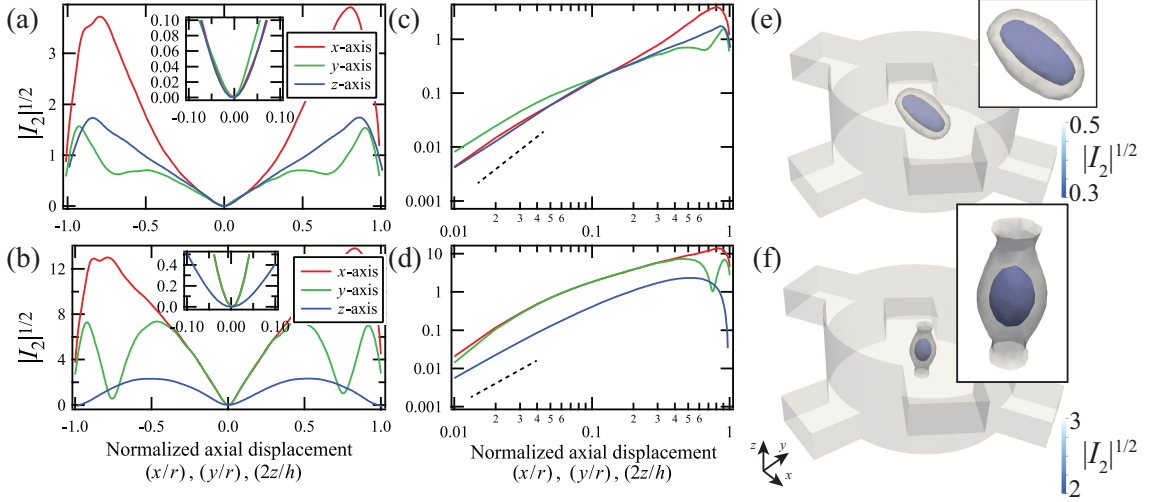 (a)
|I₂|^1/2
3
2
1
0
-1.0
-0.5
0.0
0.5
1.0
0.10
0.08
0.06
0.04
0.02
0.00
-0.10
0.00
0.10
x-axis
y-axis
z-axis
(b)
|I₂|^1/2
12
8
4
0
-1.0
-0.5
0.0
0.5
1.0
0.4
0.2
0.0
-0.10
0.00
0.10
x-axis
y-axis
z-axis
Normalized axial displacement
(x/r) , (y/r) , (2z/h)
(c)
1
0.1
0.01
0.001
0.01
2 3 4 5 6
0.1
2 3 4 5 6
1
(d)
10
1
0.1
0.01
0.001
0.01
2 3 4 5 6
0.1
2 3 4 5 6
1
Normalized axial displacement
(x/r) , (y/r) , (2z/h)
(e)
0.5
|I₂|^1/2
0.3
(f)
3
|I₂|^1/2
2
z
y
x